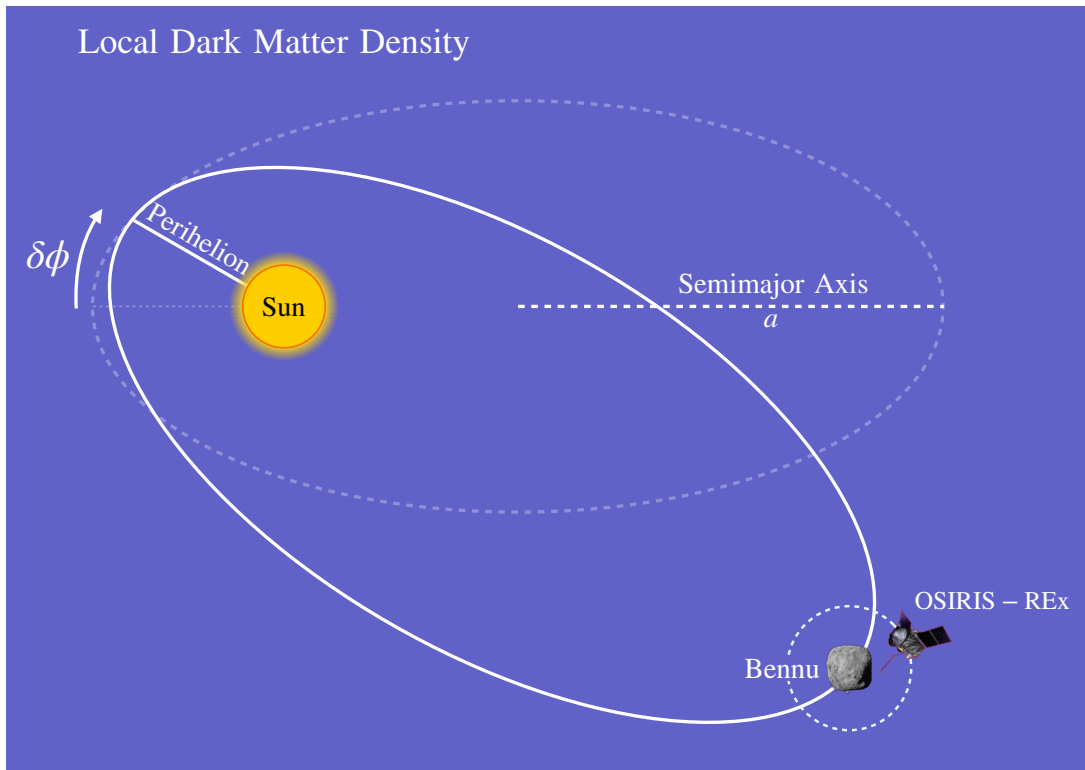 Local Dark Matter Density
Perihelion
δϕ
Sun
Semimajor Axis
a
OSIRIS – REx
Bennu